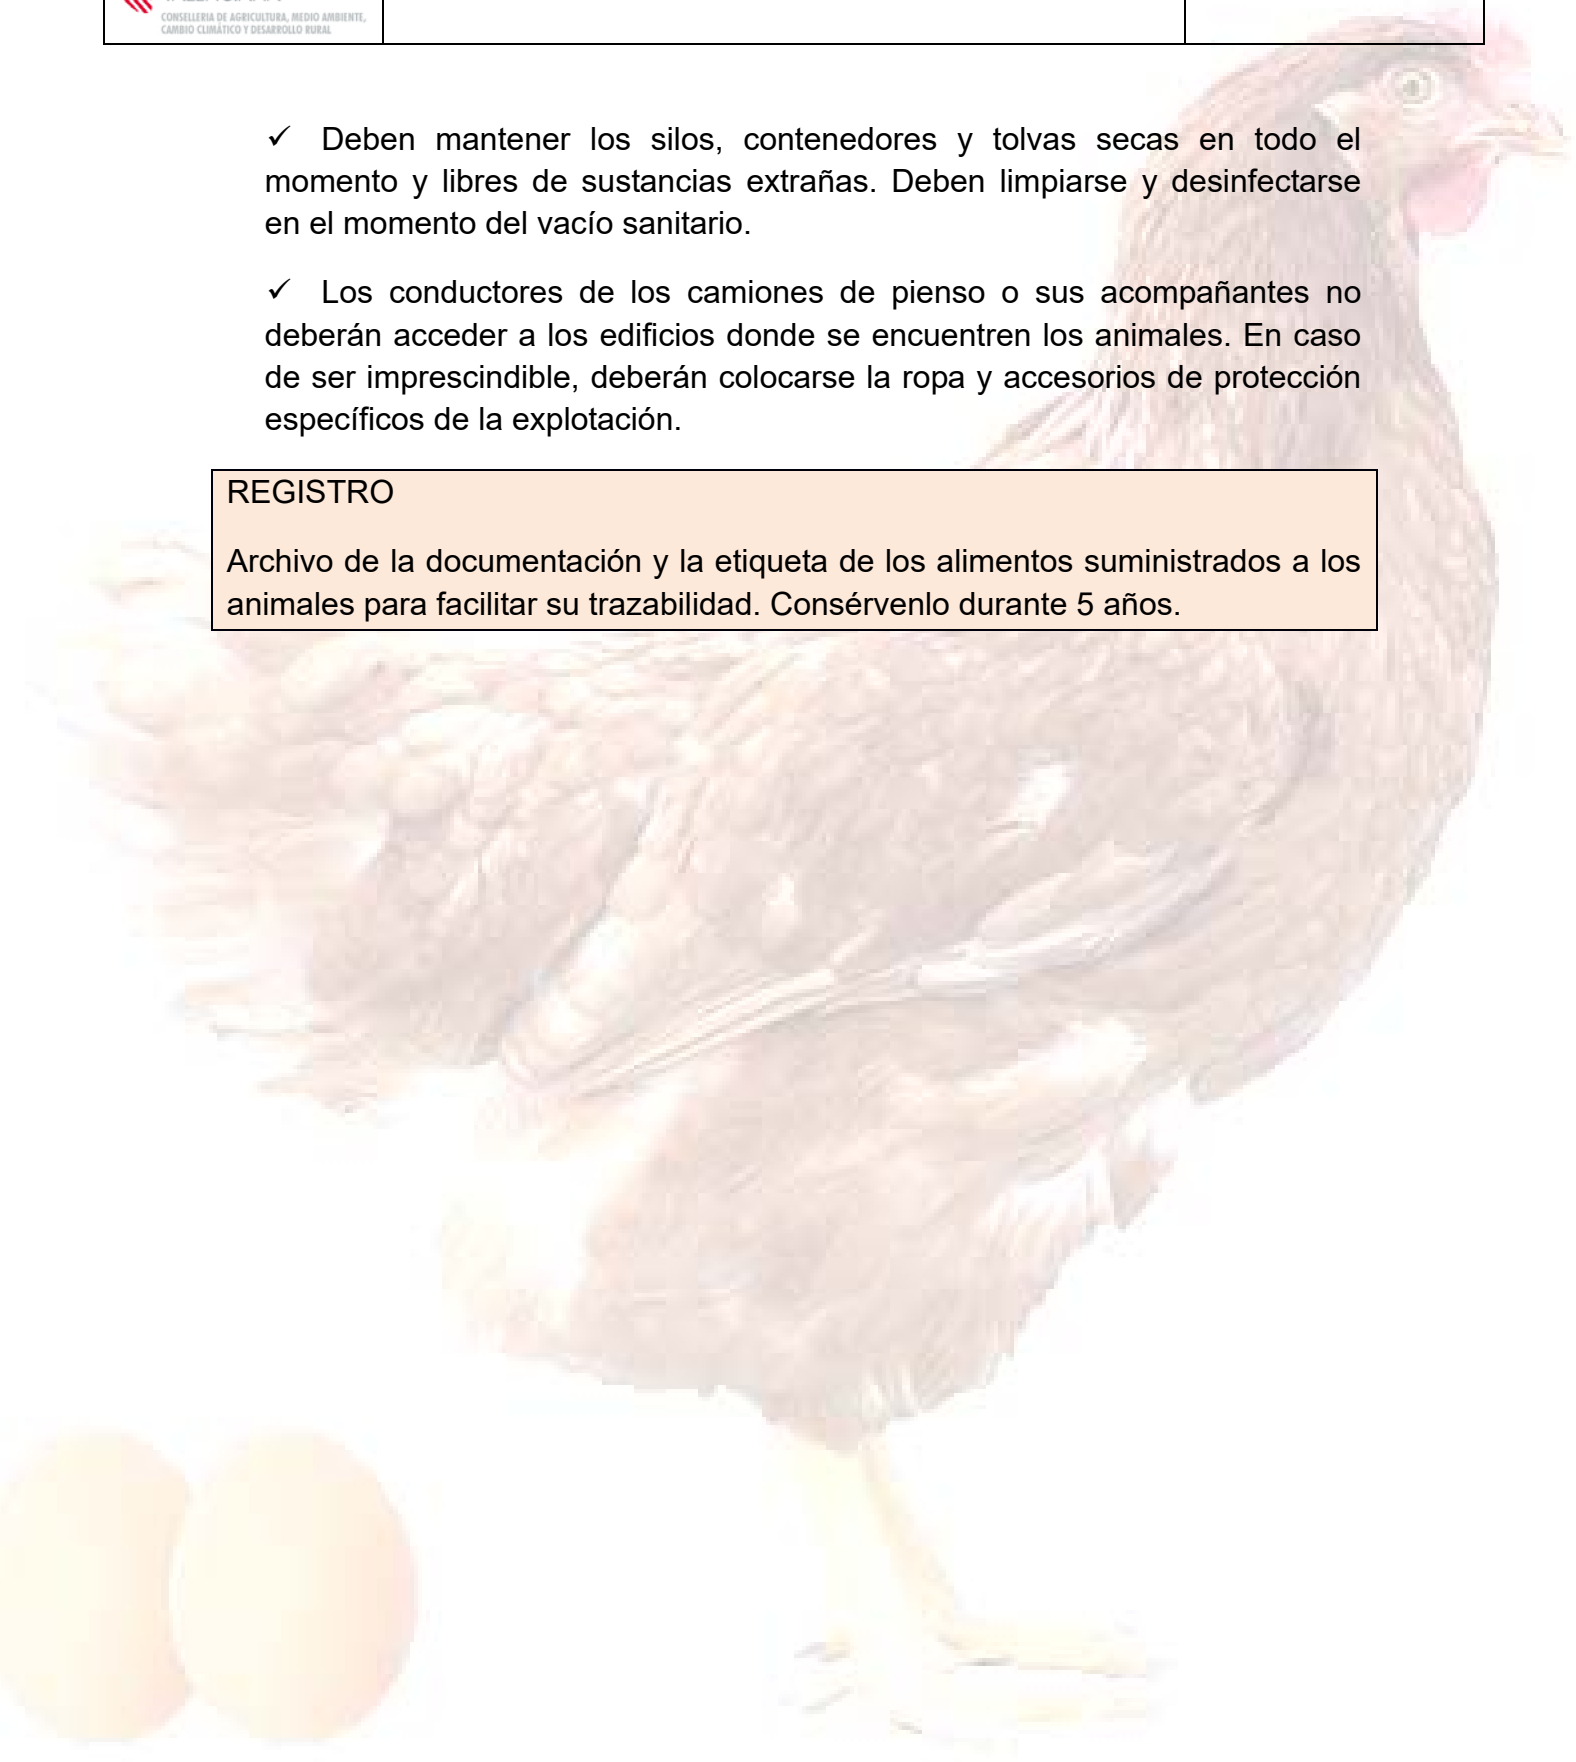 CONSELLERIA DE AGRICULTURA, MEDIO AMBIENTE,
CAMBIO CLIMÁTICO Y DESARROLLO RURAL
✓ Deben mantener los silos, contenedores y tolvas secas en todo el
momento y libres de sustancias extrañas. Deben limpiarse y desinfectarse
en el momento del vacío sanitario.
✓ Los conductores de los camiones de pienso o sus acompañantes no
deberán acceder a los edificios donde se encuentren los animales. En caso
de ser imprescindible, deberán colocarse la ropa y accesorios de protección
específicos de la explotación.
REGISTRO
Archivo de la documentación y la etiqueta de los alimentos suministrados a los
animales para facilitar su trazabilidad. Consérvenlo durante 5 años.